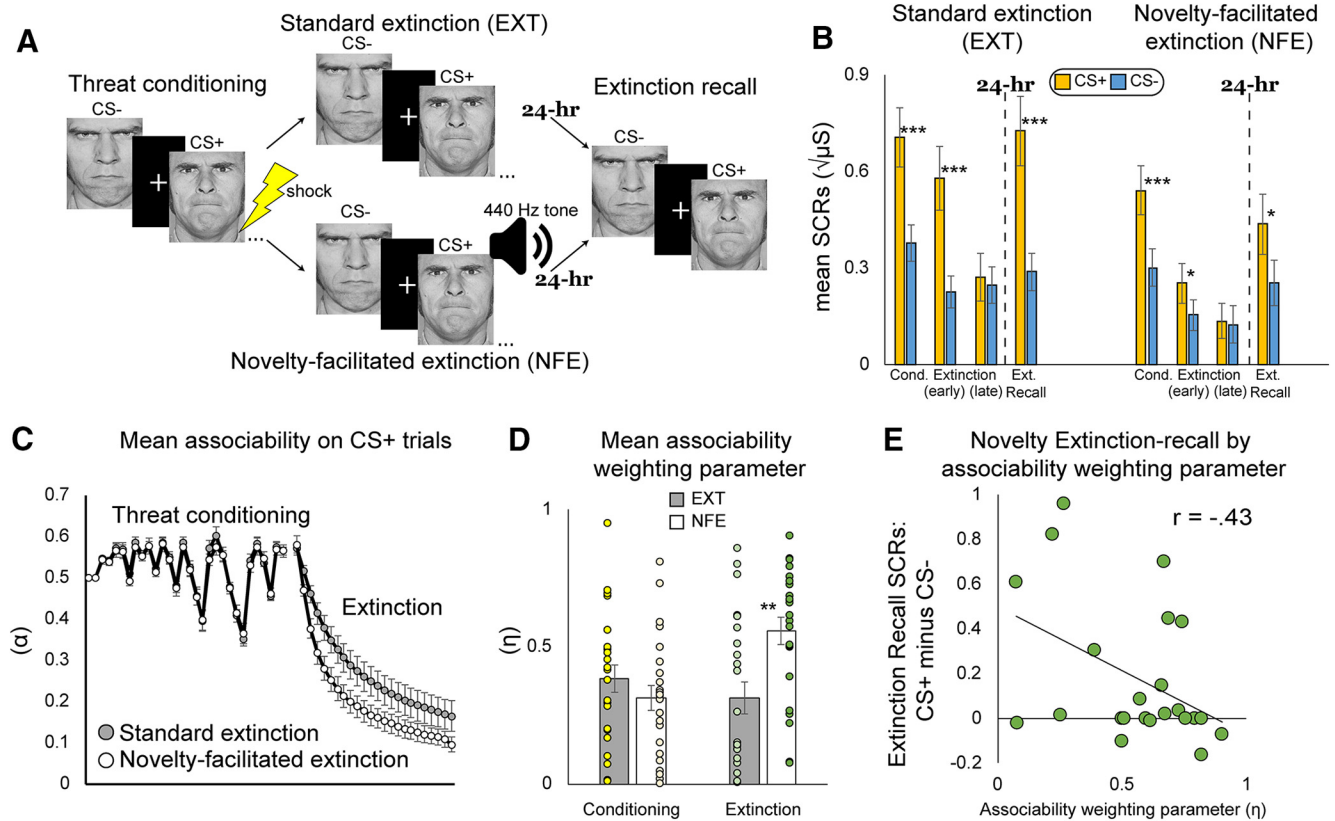 A
Standard extinction (EXT)
CS-
CS+
Threat conditioning
CS-
CS+
shock
...
...
24-hr
Extinction recall
CS-
CS+
CS-
CS+
440 Hz tone
24-hr
...
Novelty-facilitated extinction (NFE)
B
Standard extinction
(EXT)
Novelty-facilitated
extinction (NFE)
24-hr
CS+ CS-
24-hr
mean SCRs (√µS)
0.9
0.6
0.3
0
***
***
***
***
*
*
Cond. Extinction Ext.
(early) (late) Recall
Cond. Extinction Ext.
(early) (late) Recall
C
Mean associability on CS+ trials
(α)
0.7
0.6
0.5
0.4
0.3
0.2
0.1
0
Threat conditioning
Extinction
Standard extinction
Novelty-facilitated extinction
D
Mean associability
weighting parameter
EXT
NFE
(η)
1
0.5
0
**
Conditioning
Extinction
E
Novelty Extinction-recall by
associability weighting parameter
Extinction Recall SCRs:
CS+ minus CS-
1
0.8
0.6
0.4
0.2
0
-0.2
r = -.43
0
0.5
1
Associability weighting parameter (η)